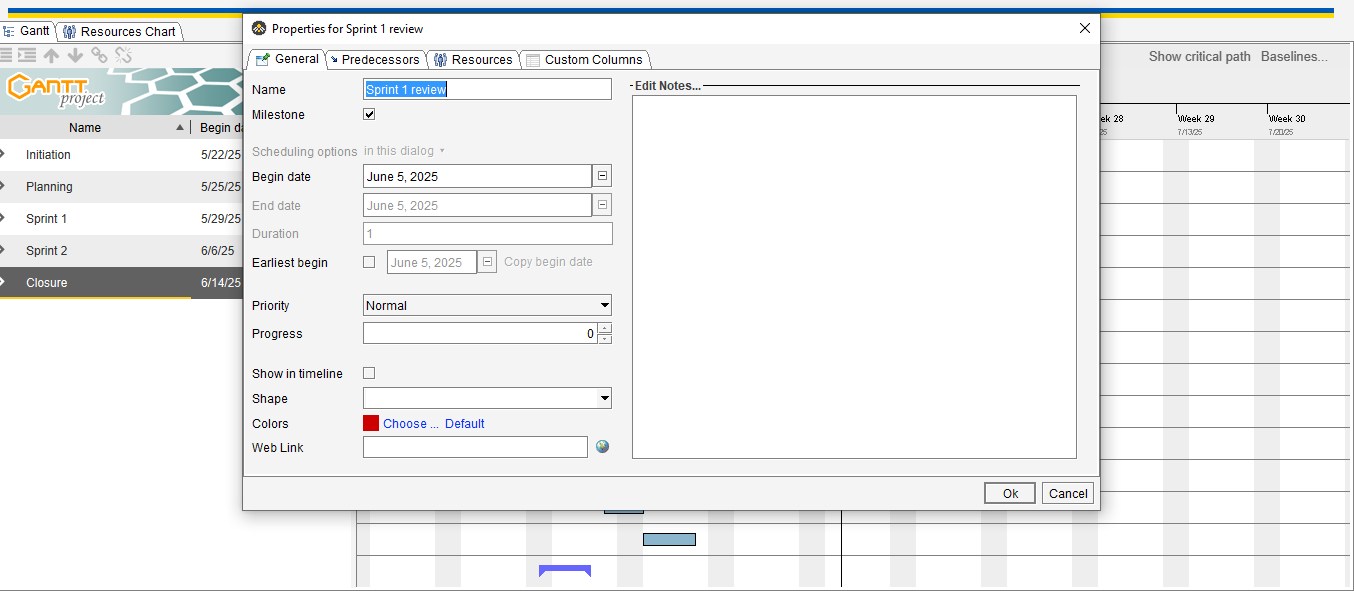 Properties for Sprint 1 review
Gantt
Resources Chart
Show critical path
Baselines...
GANTT
project
Name
Begin da
Initiation
5/22/25
Planning
5/25/25
Sprint 1
5/29/25
Sprint 2
6/6/25
Closure
6/14/25
General
Predecessors
Resources
Custom Columns
Name
Sprint 1 review
Milestone
Scheduling options in this dialog
Begin date
June 5, 2025
End date
June 5, 2025
Duration
1
Earliest begin
June 5, 2025
Copy begin date
Priority
Normal
Progress
0
Show in timeline
Shape
Colors
Choose ... Default
Web Link
Edit Notes...
Ok
Cancel
ek 28
25
Week 29
7/13/25
Week 30
7/20/25